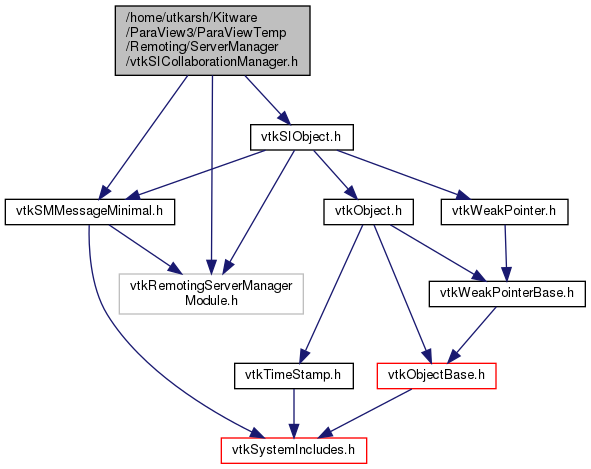 /home/utkarsh/Kitware
/ParaView3/ParaViewTemp
/Remoting/ServerManager
/vtkSICollaborationManager.h
vtkSIObject.h
vtkSMMessageMinimal.h
vtkObject.h
vtkWeakPointer.h
vtkRemotingServerManager
Module.h
vtkWeakPointerBase.h
vtkTimeStamp.h
vtkObjectBase.h
vtkSystemIncludes.h